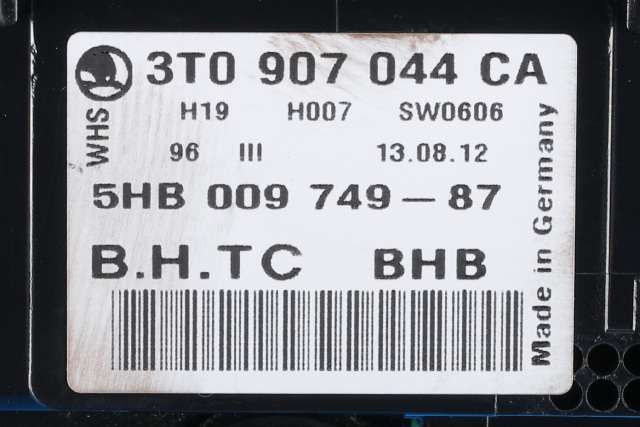 3T0 907 044 CA
H19 H007 SW0606
96 III 13.08.12
5HB 009 749-87
B.H.TC BHB
WHS
Made in Germany